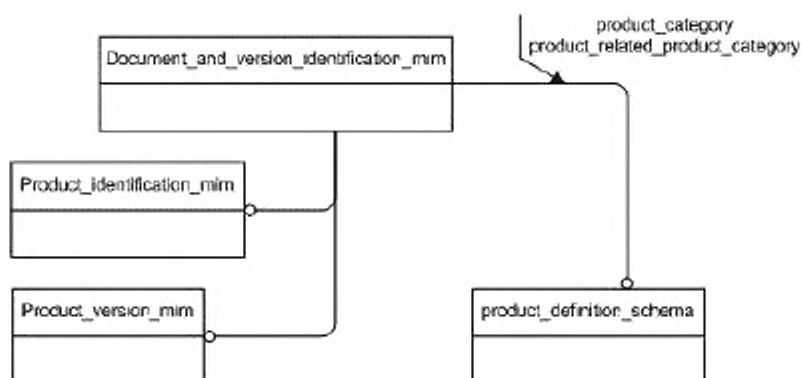 product_category
product_related_product_category
Document_and_version_identification_mim
Product_identification_mim
Product_version_mim
product_definition_schema